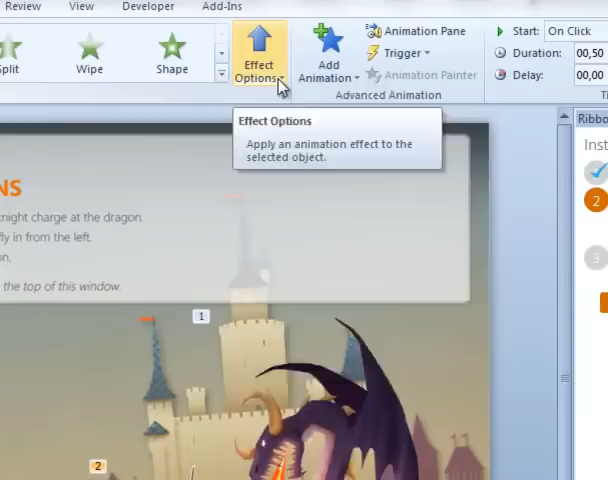 Review View Developer Add-Ins
Split Wipe Shape
Effect Options
Add Animation
Animation Pane
Trigger
Animation Painter
Advanced Animation
Start: On Click
Duration: 00,50
Delay: 00,00
Effect Options
Apply an animation effect to the
selected object.
Ribbo
Inst
2
3
NS
knight charge at the dragon.
fly in from the left.
on.
the top of this window.
1
2